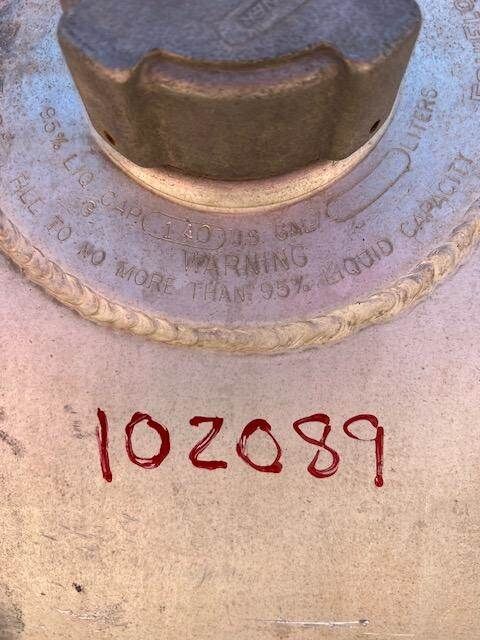 95% LIQ. CAP. 140 U.S. GAL/ LITERS
WARNING
FILL TO NO MORE THAN 95% LIQUID CAPACITY
102089